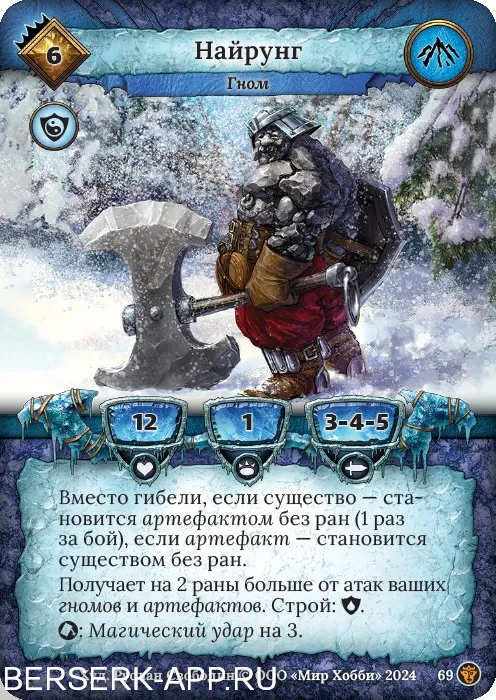 6
Найрунг
Гном
12
1
3-4-5
Вместо гибели, если существо — ста-
новится артефактом без ран (1 раз
за бой), если артефакт — становится
существом без ран.
Получает на 2 раны больше от атак ваших
гномов и артефактов. Строй:
: Магический удар на 3.
ООО «Мир Хобби» 2024
69
BERSERK-APP.RU